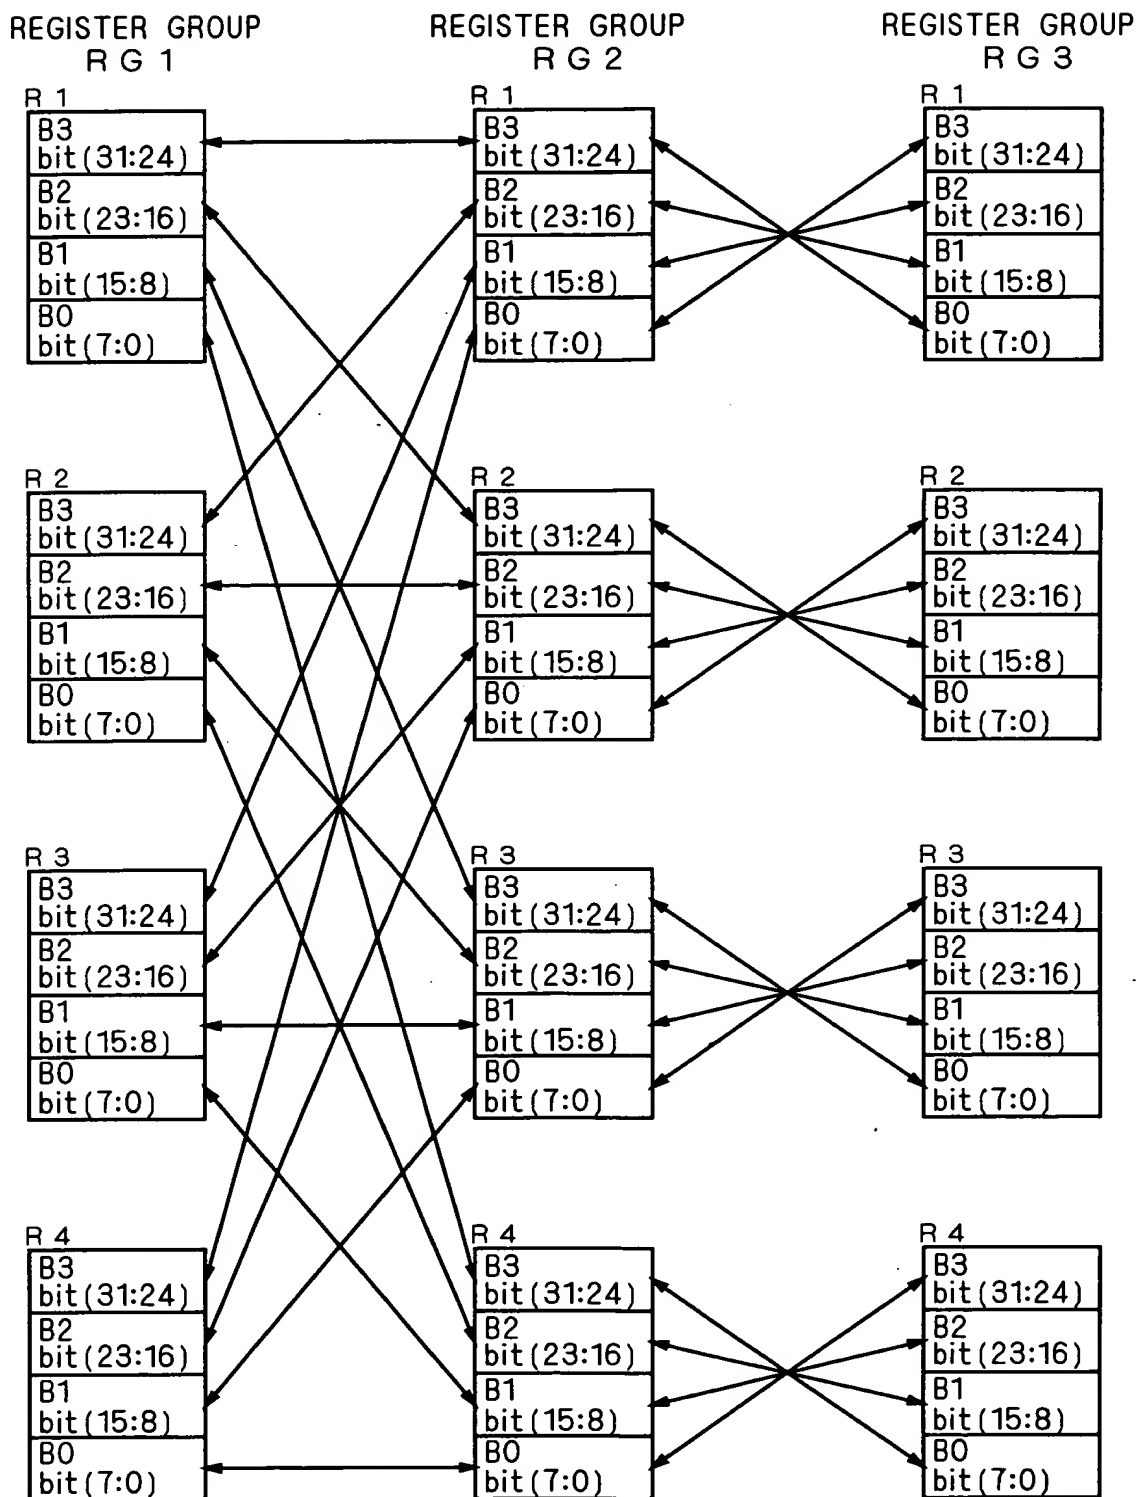 REGISTER GROUP
RG1
R1
B3
bit(31:24)
B2
bit(23:16)
B1
bit(15:8)
B0
bit(7:0)
R2
B3
bit(31:24)
B2
bit(23:16)
B1
bit(15:8)
B0
bit(7:0)
R3
B3
bit(31:24)
B2
bit(23:16)
B1
bit(15:8)
B0
bit(7:0)
R4
B3
bit(31:24)
B2
bit(23:16)
B1
bit(15:8)
B0
bit(7:0)
REGISTER GROUP
RG2
R1
B3
bit(31:24)
B2
bit(23:16)
B1
bit(15:8)
B0
bit(7:0)
R2
B3
bit(31:24)
B2
bit(23:16)
B1
bit(15:8)
B0
bit(7:0)
R3
B3
bit(31:24)
B2
bit(23:16)
B1
bit(15:8)
B0
bit(7:0)
R4
B3
bit(31:24)
B2
bit(23:16)
B1
bit(15:8)
B0
bit(7:0)
REGISTER GROUP
RG3
R1
B3
bit(31:24)
B2
bit(23:16)
B1
bit(15:8)
B0
bit(7:0)
R2
B3
bit(31:24)
B2
bit(23:16)
B1
bit(15:8)
B0
bit(7:0)
R3
B3
bit(31:24)
B2
bit(23:16)
B1
bit(15:8)
B0
bit(7:0)
R4
B3
bit(31:24)
B2
bit(23:16)
B1
bit(15:8)
B0
bit(7:0)